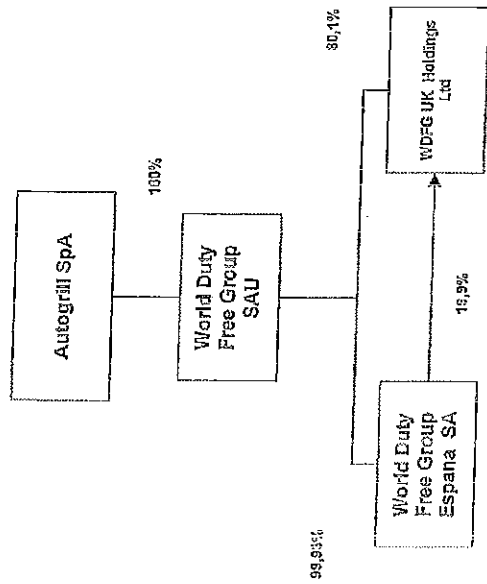 Autogrill SpA
100%
World Duty
Free Group
SAU
99,93%
80,1%
World Duty
Free Group
Espana SA
19,9%
WDFG UK Holdings
Ltd